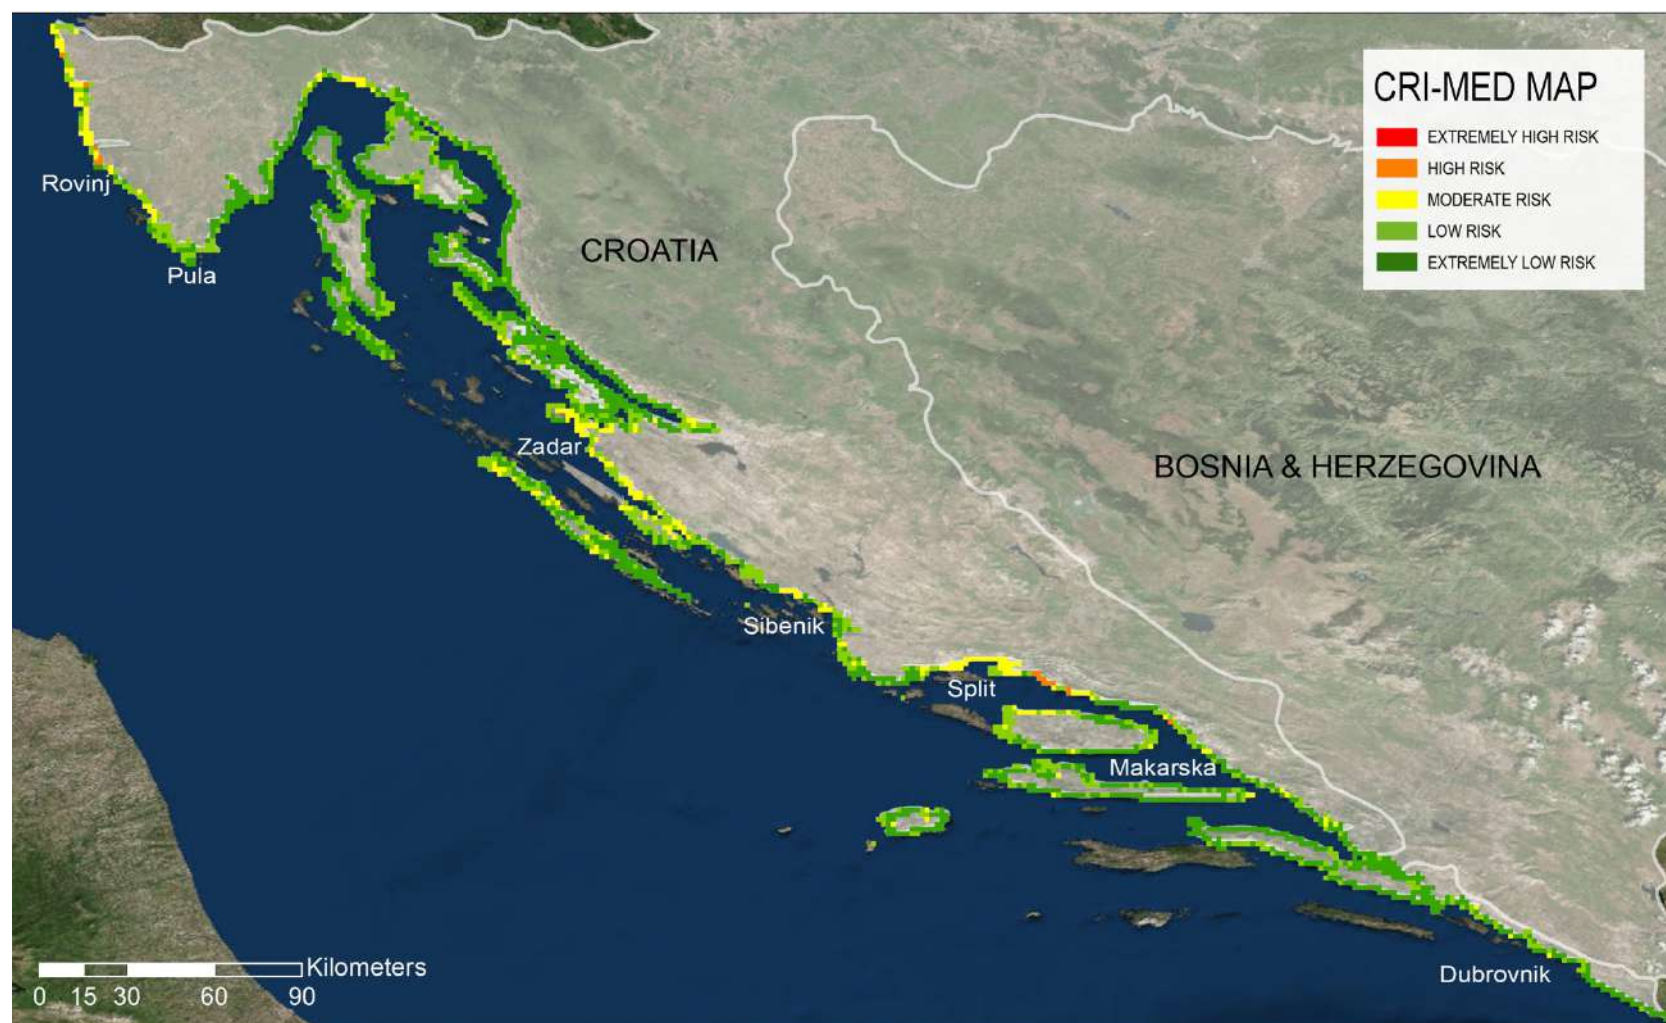 CRI-MED MAP
EXTREMELY HIGH RISK
HIGH RISK
MODERATE RISK
LOW RISK
EXTREMELY LOW RISK
Rovinj
Pula
CROATIA
Zadar
BOSNIA & HERZEGOVINA
Sibenik
Split
Makarska
Dubrovnik
Kilometers
0 15 30 60 90